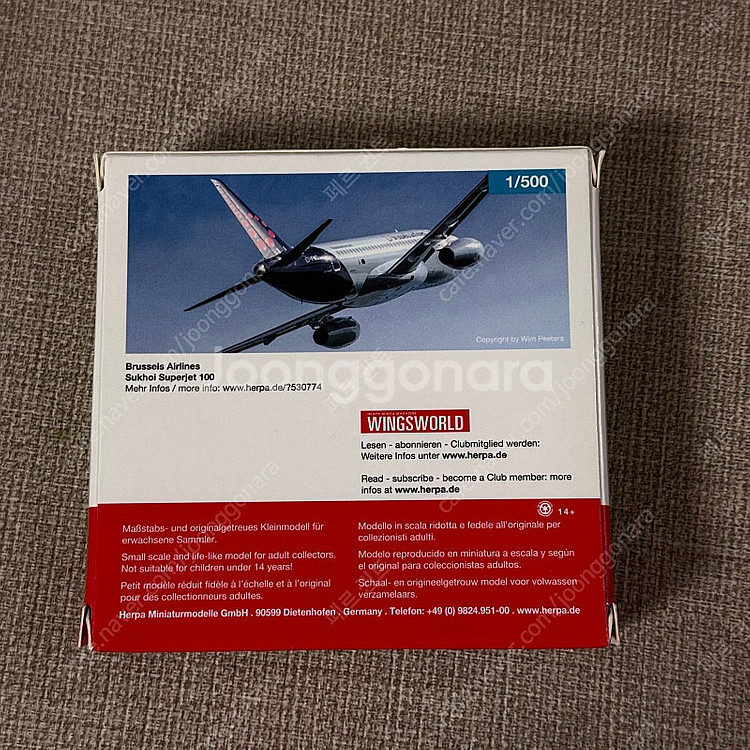 1/500
Copyright by Wim Peeters
Brussels Airlines
Sukhoi Superjet 100
Mehr Infos / more info: www.herpa.de/?530774
joonggonara
WINGSWORLD
Lesen - abonnieren - Clubmitglied werden:
Weitere Infos unter www.herpa.de
Read - subscribe - become a Club member: more
infos at www.herpa.de
14+
Maßstabs- und originalgetreues Kleinmodell für
erwachsene Sammler.
Small scale and life-like model for adult collectors.
Not suitable for children under 14 years!
Petit modèle réduit fidèle à l'échelle et à l'original
pour des collectionneurs adultes.
Modello in scala ridotta e fedele all'originale per
collezionisti adulti.
Modelo reproducido en miniatura a escala y según
el original para coleccionistas adultos.
Schaal- en origineelgetrouw model voor volwassen
verzamelaars.
Herpa Miniaturmodelle GmbH . 90599 Dietenhofen . Germany . Telefon: +49 (0) 9824.951-00 . www.herpa.de
cafe.naver.com/joonggonara